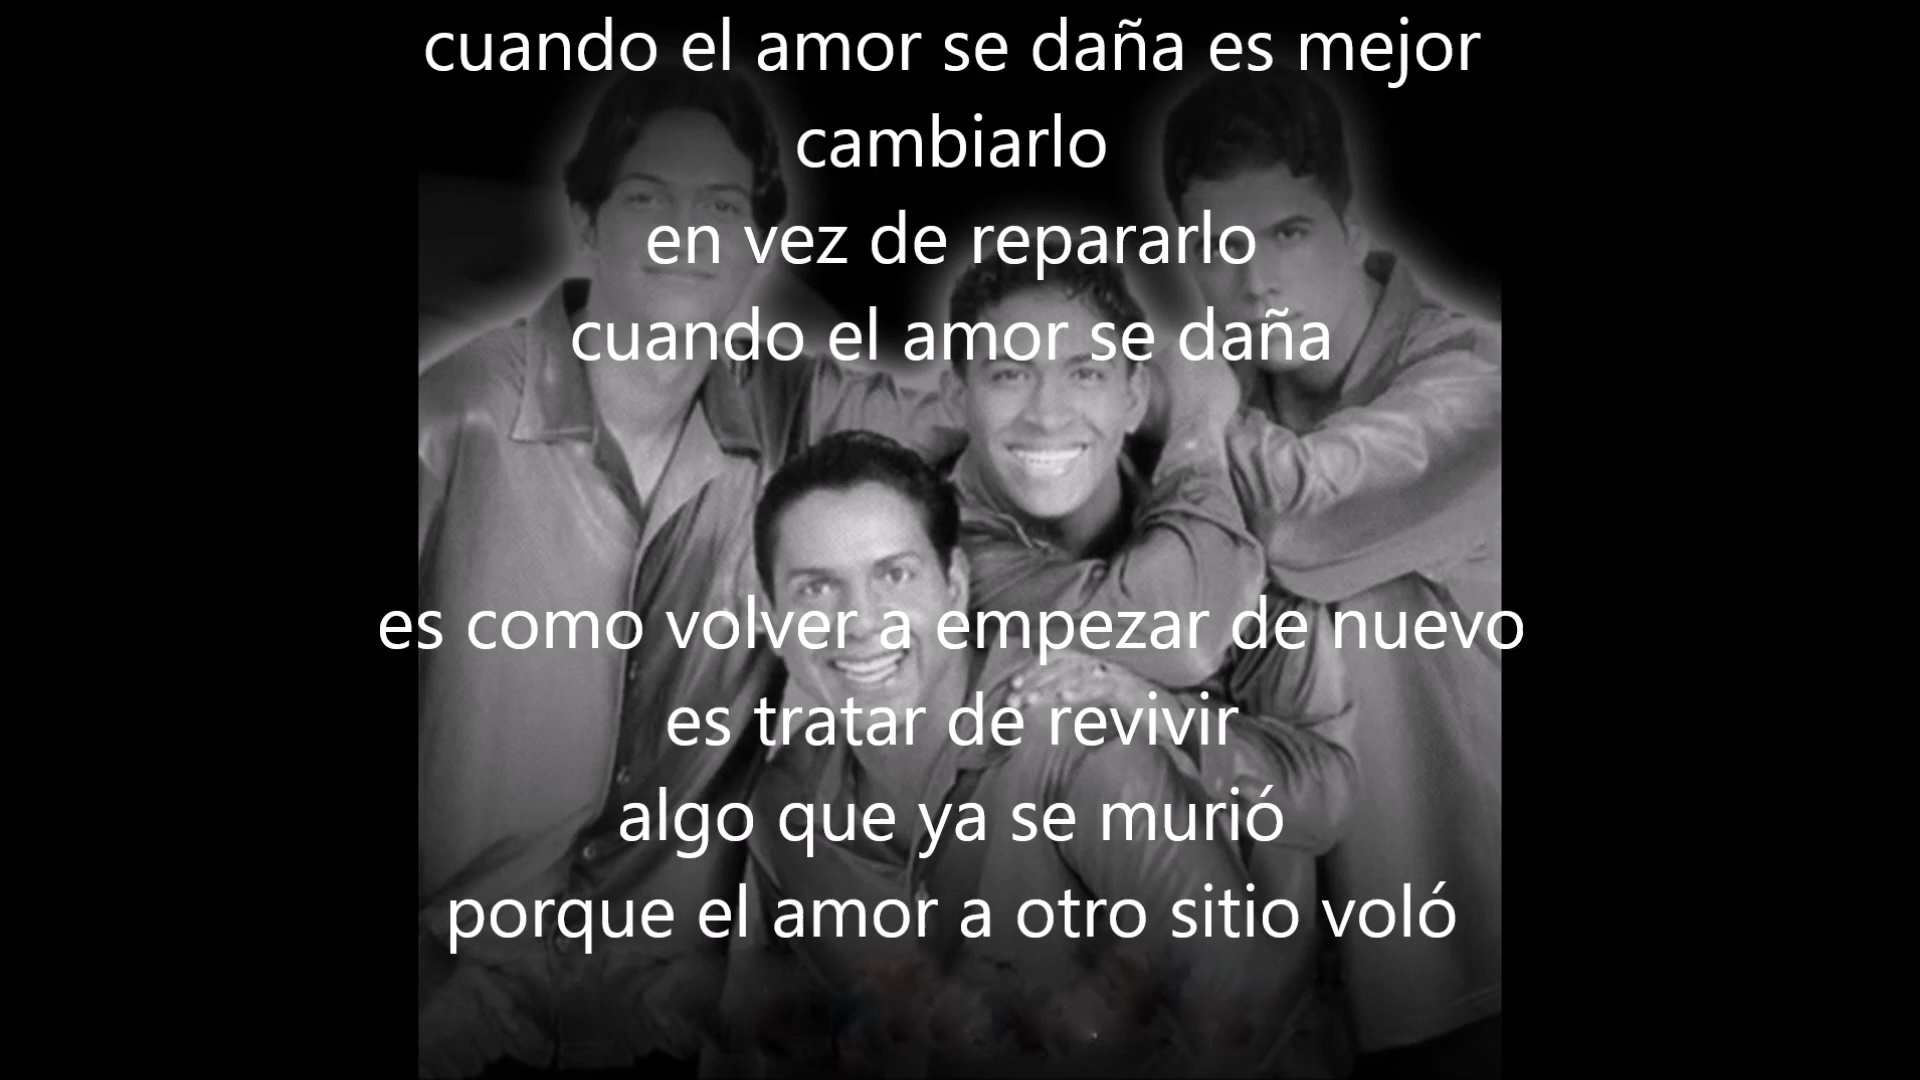 cuando el amor se daña es mejor
cambiarlo
en vez de repararlo
cuando el amor se daña
es como volver a empezar de nuevo
es tratar de revivir
algo que ya se murió
porque el amor a otro sitio voló